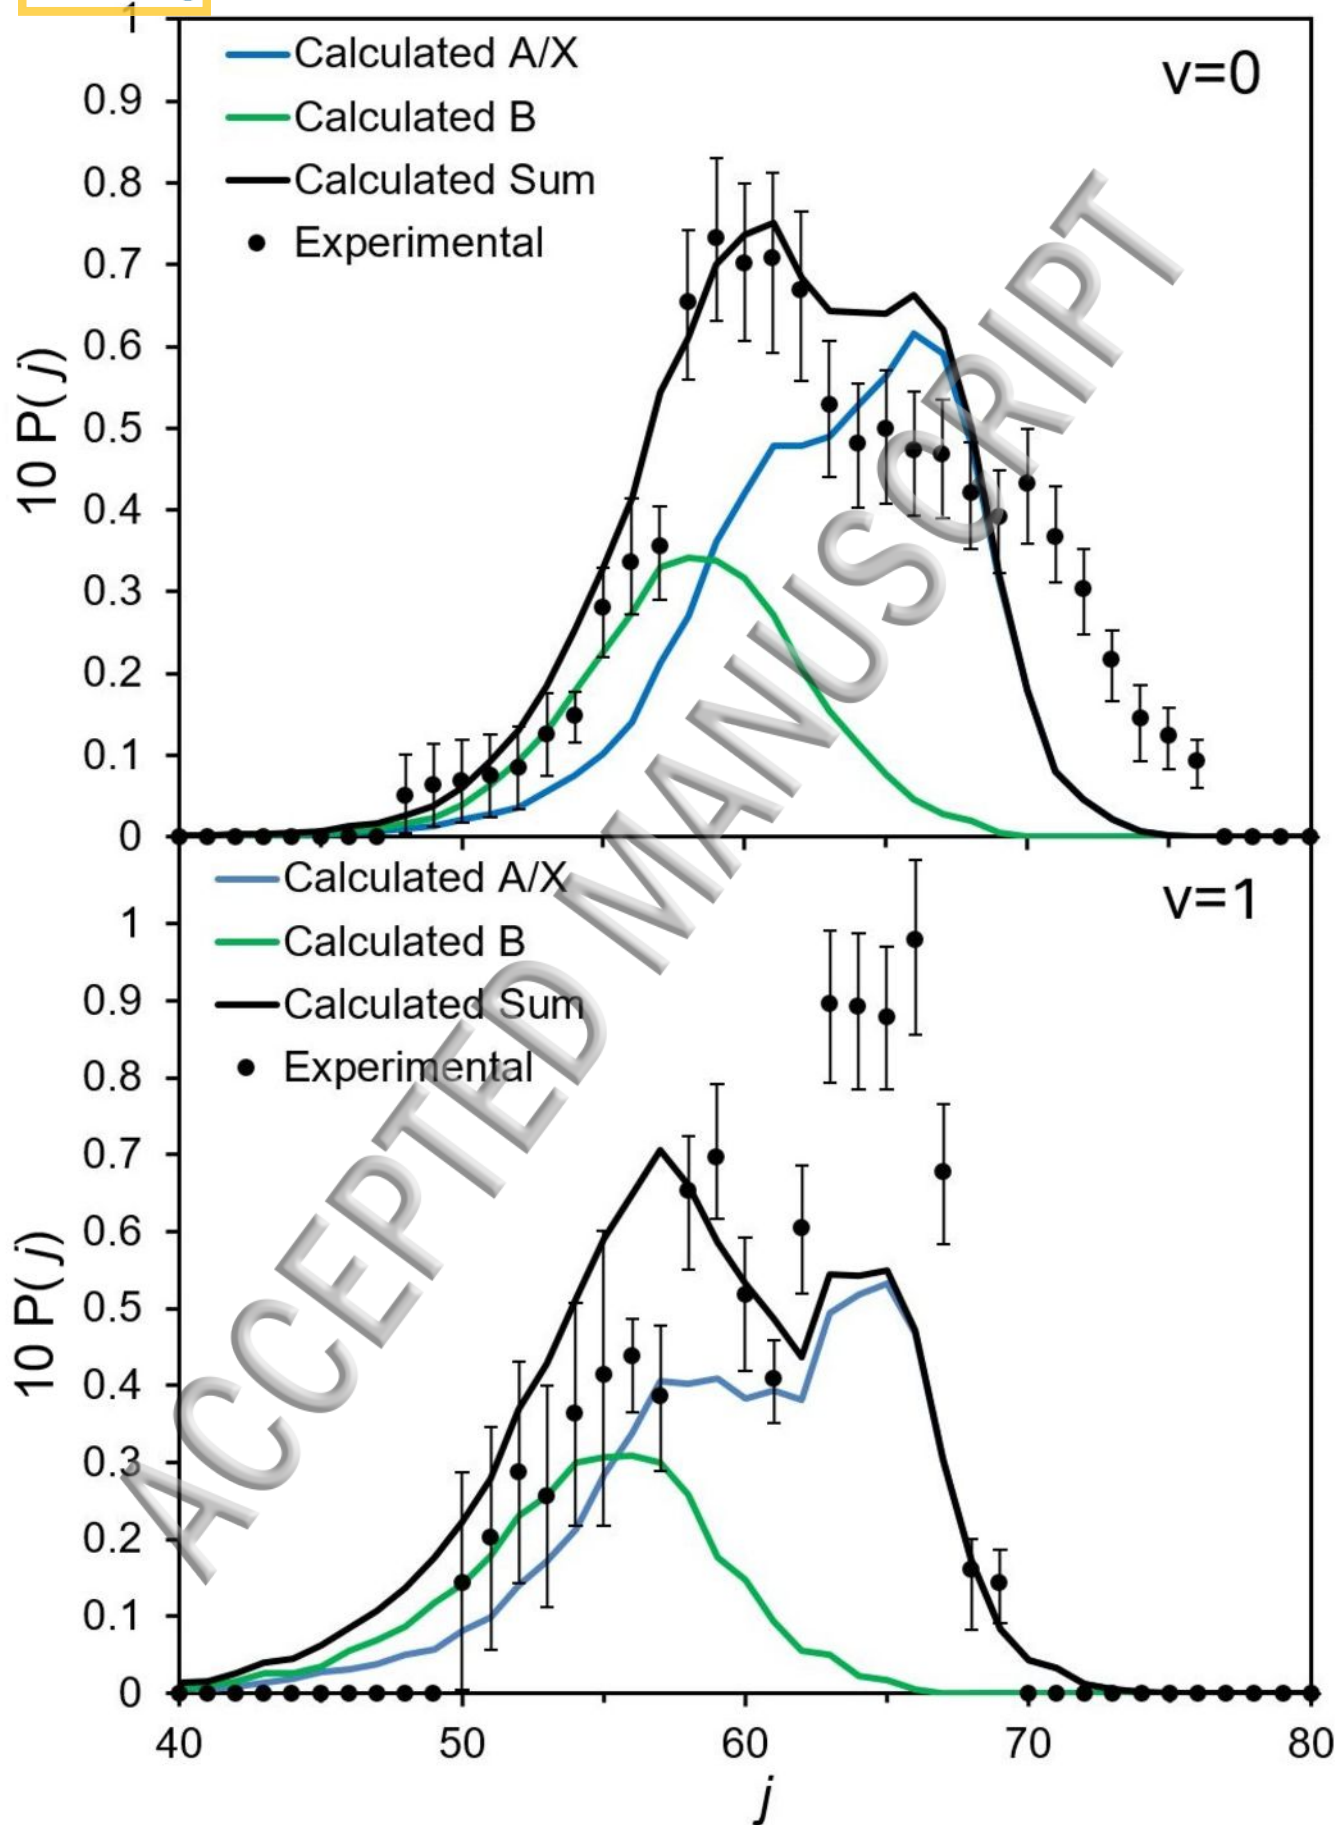 1
Calculated A/X
v=0
0.9
Calculated B
0.8
Calculated Sum
0.7
Experimental
0.6
0.5
0.4
0.3
0.2
0.1
0
10 P( j)
Calculated A/X
v=1
1
Calculated B
0.9
Calculated Sum
0.8
Experimental
0.7
0.6
0.5
0.4
0.3
0.2
0.1
0
10 P( j)
40 50 60 70 80
j
ACCEPTED MANUSCRIPT